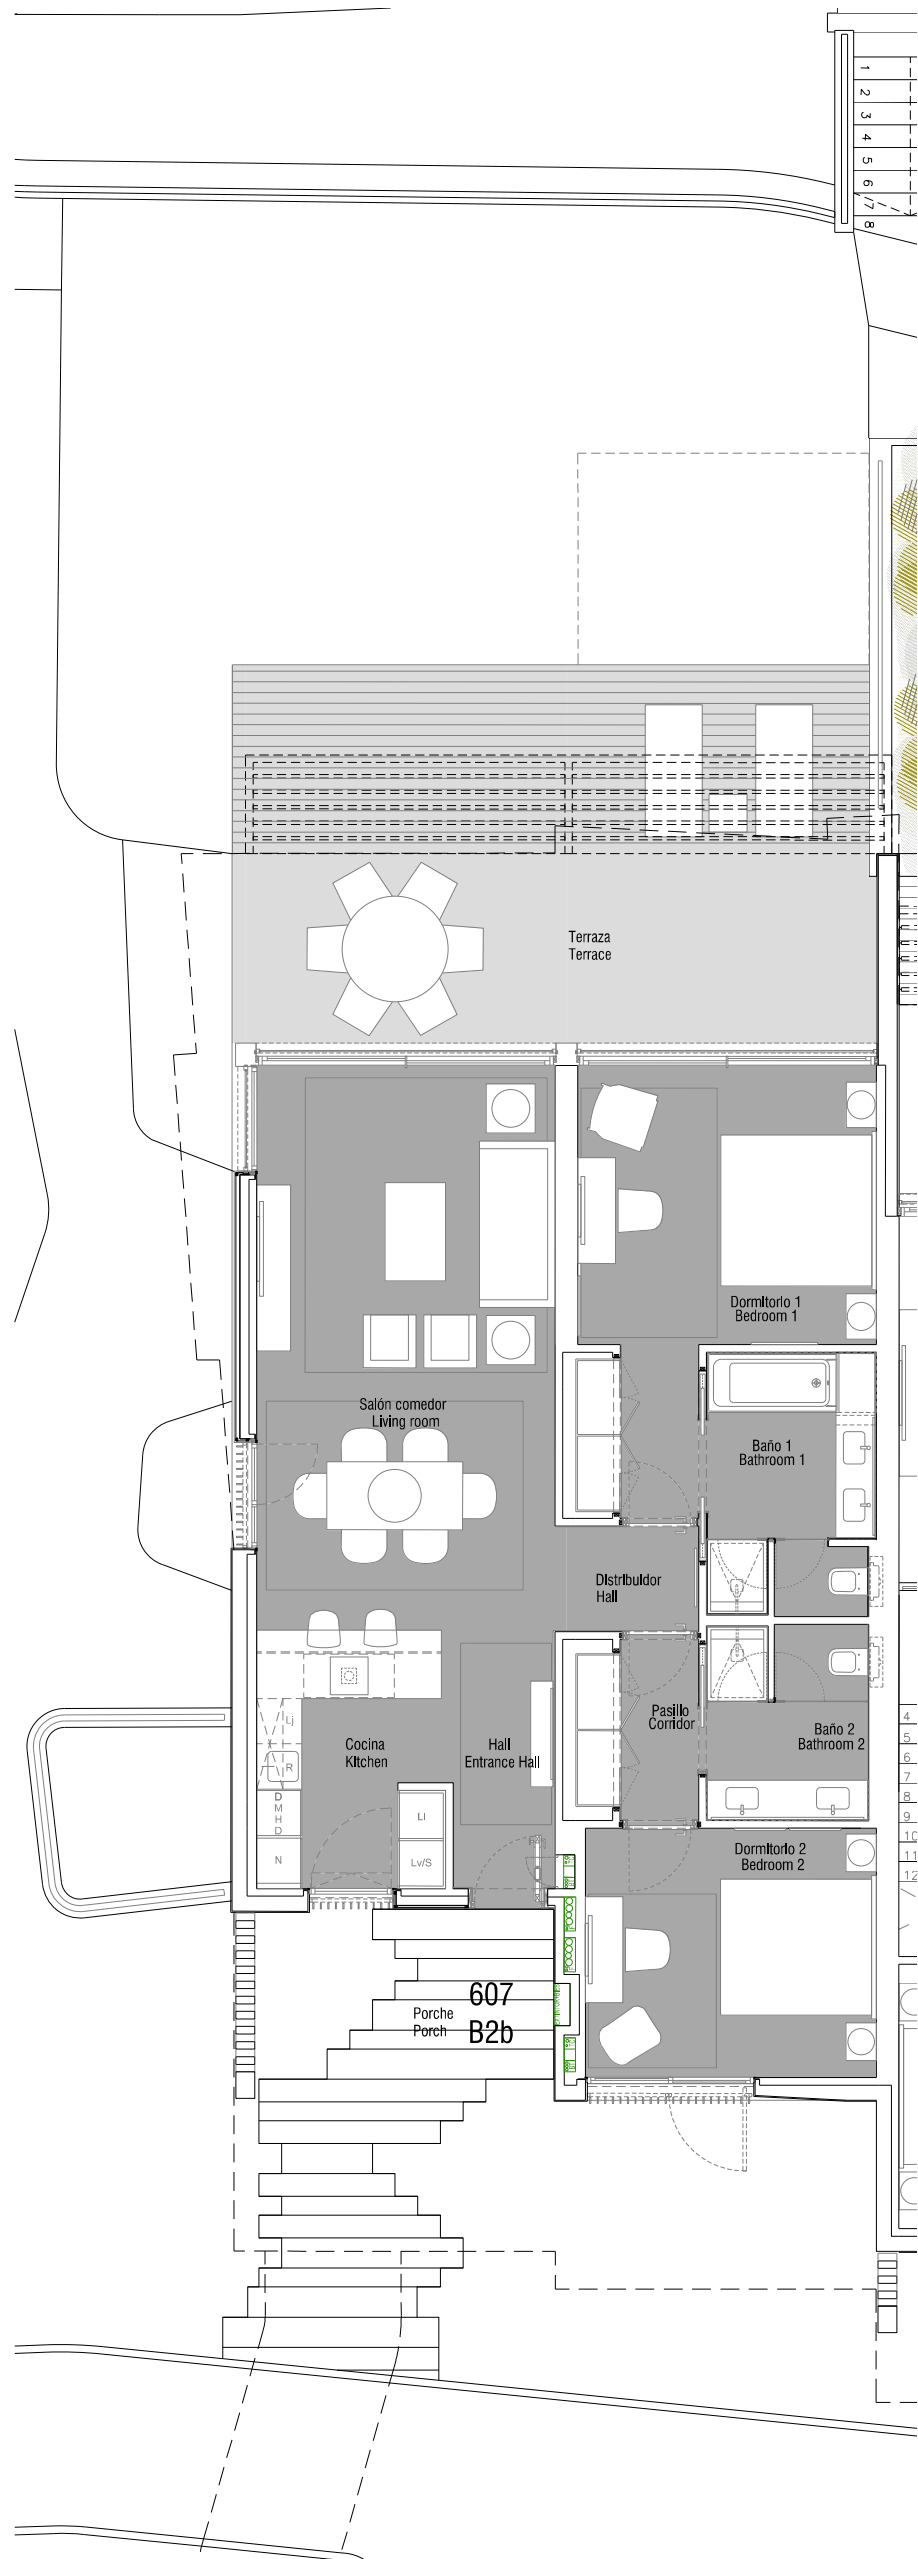 1
2
3
4
5
6
7
8
Terraza
Terrace
Dormitorio 1
Bedroom 1
Salón comedor
Living room
Baño 1
Bathroom 1
Distribuidor
Hall
Pasillo
Corridor
Lj
R
Cocina
Kitchen
Hall
Entrance Hall
Baño 2
Bathroom 2
D
M
H
D
N
Ll
Lv/S
Dormitorio 2
Bedroom 2
4
5
6
7
8
9
10
11
12
607
B2b
Porche
Porch